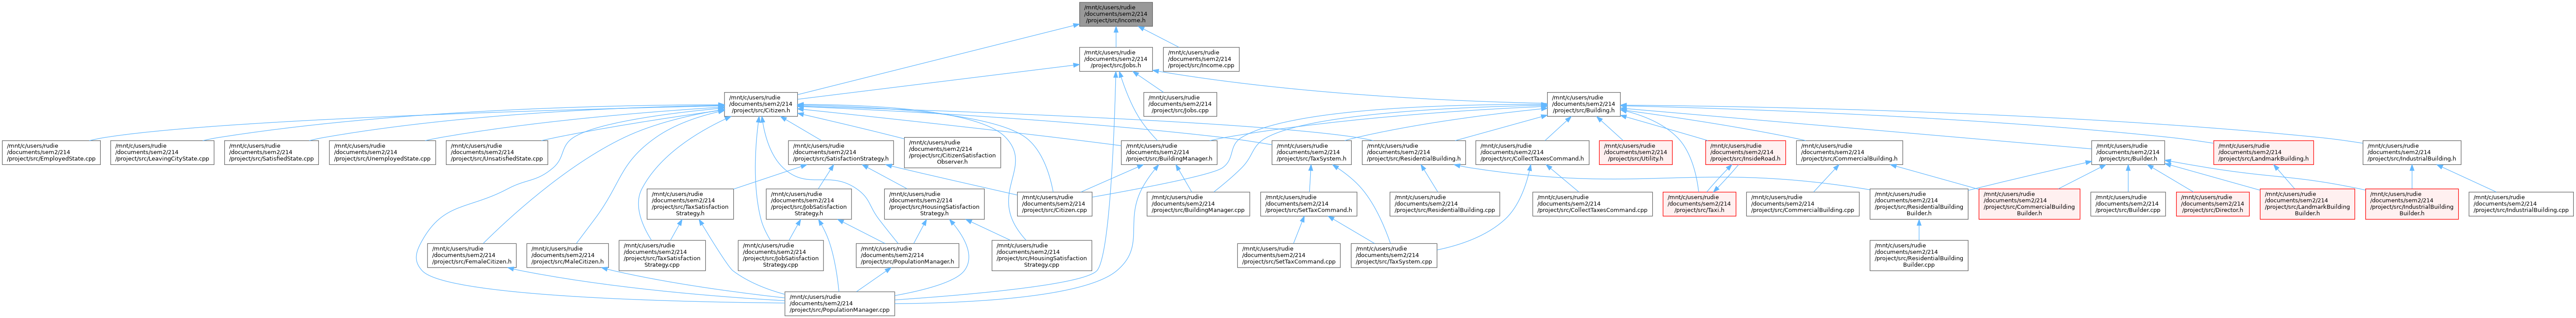 /mnt/c/users/rudie
/documents/sem2/214
/project/src/Income.h
/mnt/c/users/rudie
/documents/sem2/214
/project/src/Jobs.h
/mnt/c/users/rudie
/documents/sem2/214
/project/src/Income.cpp
/mnt/c/users/rudie
/documents/sem2/214
/project/src/Citizen.h
/mnt/c/users/rudie
/documents/sem2/214
/project/src/Jobs.cpp
/mnt/c/users/rudie
/documents/sem2/214
/project/src/Building.h
/mnt/c/users/rudie
/documents/sem2/214
/project/src/EmployedState.cpp
/mnt/c/users/rudie
/documents/sem2/214
/project/src/LeavingCityState.cpp
/mnt/c/users/rudie
/documents/sem2/214
/project/src/SatisfiedState.cpp
/mnt/c/users/rudie
/documents/sem2/214
/project/src/UnemployedState.cpp
/mnt/c/users/rudie
/documents/sem2/214
/project/src/UnsatisfiedState.cpp
/mnt/c/users/rudie
/documents/sem2/214
/project/src/SatisfactionStrategy.h
/mnt/c/users/rudie
/documents/sem2/214
/project/src/CitizenSatisfaction
Observer.h
/mnt/c/users/rudie
/documents/sem2/214
/project/src/BuildingManager.h
/mnt/c/users/rudie
/documents/sem2/214
/project/src/TaxSystem.h
/mnt/c/users/rudie
/documents/sem2/214
/project/src/ResidentialBuilding.h
/mnt/c/users/rudie
/documents/sem2/214
/project/src/CollectTaxesCommand.h
/mnt/c/users/rudie
/documents/sem2/214
/project/src/Utility.h
/mnt/c/users/rudie
/documents/sem2/214
/project/src/InsideRoad.h
/mnt/c/users/rudie
/documents/sem2/214
/project/src/CommercialBuilding.h
/mnt/c/users/rudie
/documents/sem2/214
/project/src/Builder.h
/mnt/c/users/rudie
/documents/sem2/214
/project/src/LandmarkBuilding.h
/mnt/c/users/rudie
/documents/sem2/214
/project/src/IndustrialBuilding.h
/mnt/c/users/rudie
/documents/sem2/214
/project/src/TaxSatisfaction
Strategy.h
/mnt/c/users/rudie
/documents/sem2/214
/project/src/JobSatisfaction
Strategy.h
/mnt/c/users/rudie
/documents/sem2/214
/project/src/HousingSatisfaction
Strategy.h
/mnt/c/users/rudie
/documents/sem2/214
/project/src/Citizen.cpp
/mnt/c/users/rudie
/documents/sem2/214
/project/src/BuildingManager.cpp
/mnt/c/users/rudie
/documents/sem2/214
/project/src/SetTaxCommand.h
/mnt/c/users/rudie
/documents/sem2/214
/project/src/ResidentialBuilding.cpp
/mnt/c/users/rudie
/documents/sem2/214
/project/src/CollectTaxesCommand.cpp
/mnt/c/users/rudie
/documents/sem2/214
/project/src/Taxi.h
/mnt/c/users/rudie
/documents/sem2/214
/project/src/CommercialBuilding.cpp
/mnt/c/users/rudie
/documents/sem2/214
/project/src/ResidentialBuilding
Builder.h
/mnt/c/users/rudie
/documents/sem2/214
/project/src/CommercialBuilding
Builder.h
/mnt/c/users/rudie
/documents/sem2/214
/project/src/Builder.cpp
/mnt/c/users/rudie
/documents/sem2/214
/project/src/Director.h
/mnt/c/users/rudie
/documents/sem2/214
/project/src/LandmarkBuilding
Builder.h
/mnt/c/users/rudie
/documents/sem2/214
/project/src/IndustrialBuilding
Builder.h
/mnt/c/users/rudie
/documents/sem2/214
/project/src/IndustrialBuilding.cpp
/mnt/c/users/rudie
/documents/sem2/214
/project/src/FemaleCitizen.h
/mnt/c/users/rudie
/documents/sem2/214
/project/src/MaleCitizen.h
/mnt/c/users/rudie
/documents/sem2/214
/project/src/TaxSatisfaction
Strategy.cpp
/mnt/c/users/rudie
/documents/sem2/214
/project/src/JobSatisfaction
Strategy.cpp
/mnt/c/users/rudie
/documents/sem2/214
/project/src/PopulationManager.h
/mnt/c/users/rudie
/documents/sem2/214
/project/src/HousingSatisfaction
Strategy.cpp
/mnt/c/users/rudie
/documents/sem2/214
/project/src/SetTaxCommand.cpp
/mnt/c/users/rudie
/documents/sem2/214
/project/src/TaxSystem.cpp
/mnt/c/users/rudie
/documents/sem2/214
/project/src/ResidentialBuilding
Builder.cpp
/mnt/c/users/rudie
/documents/sem2/214
/project/src/PopulationManager.cpp